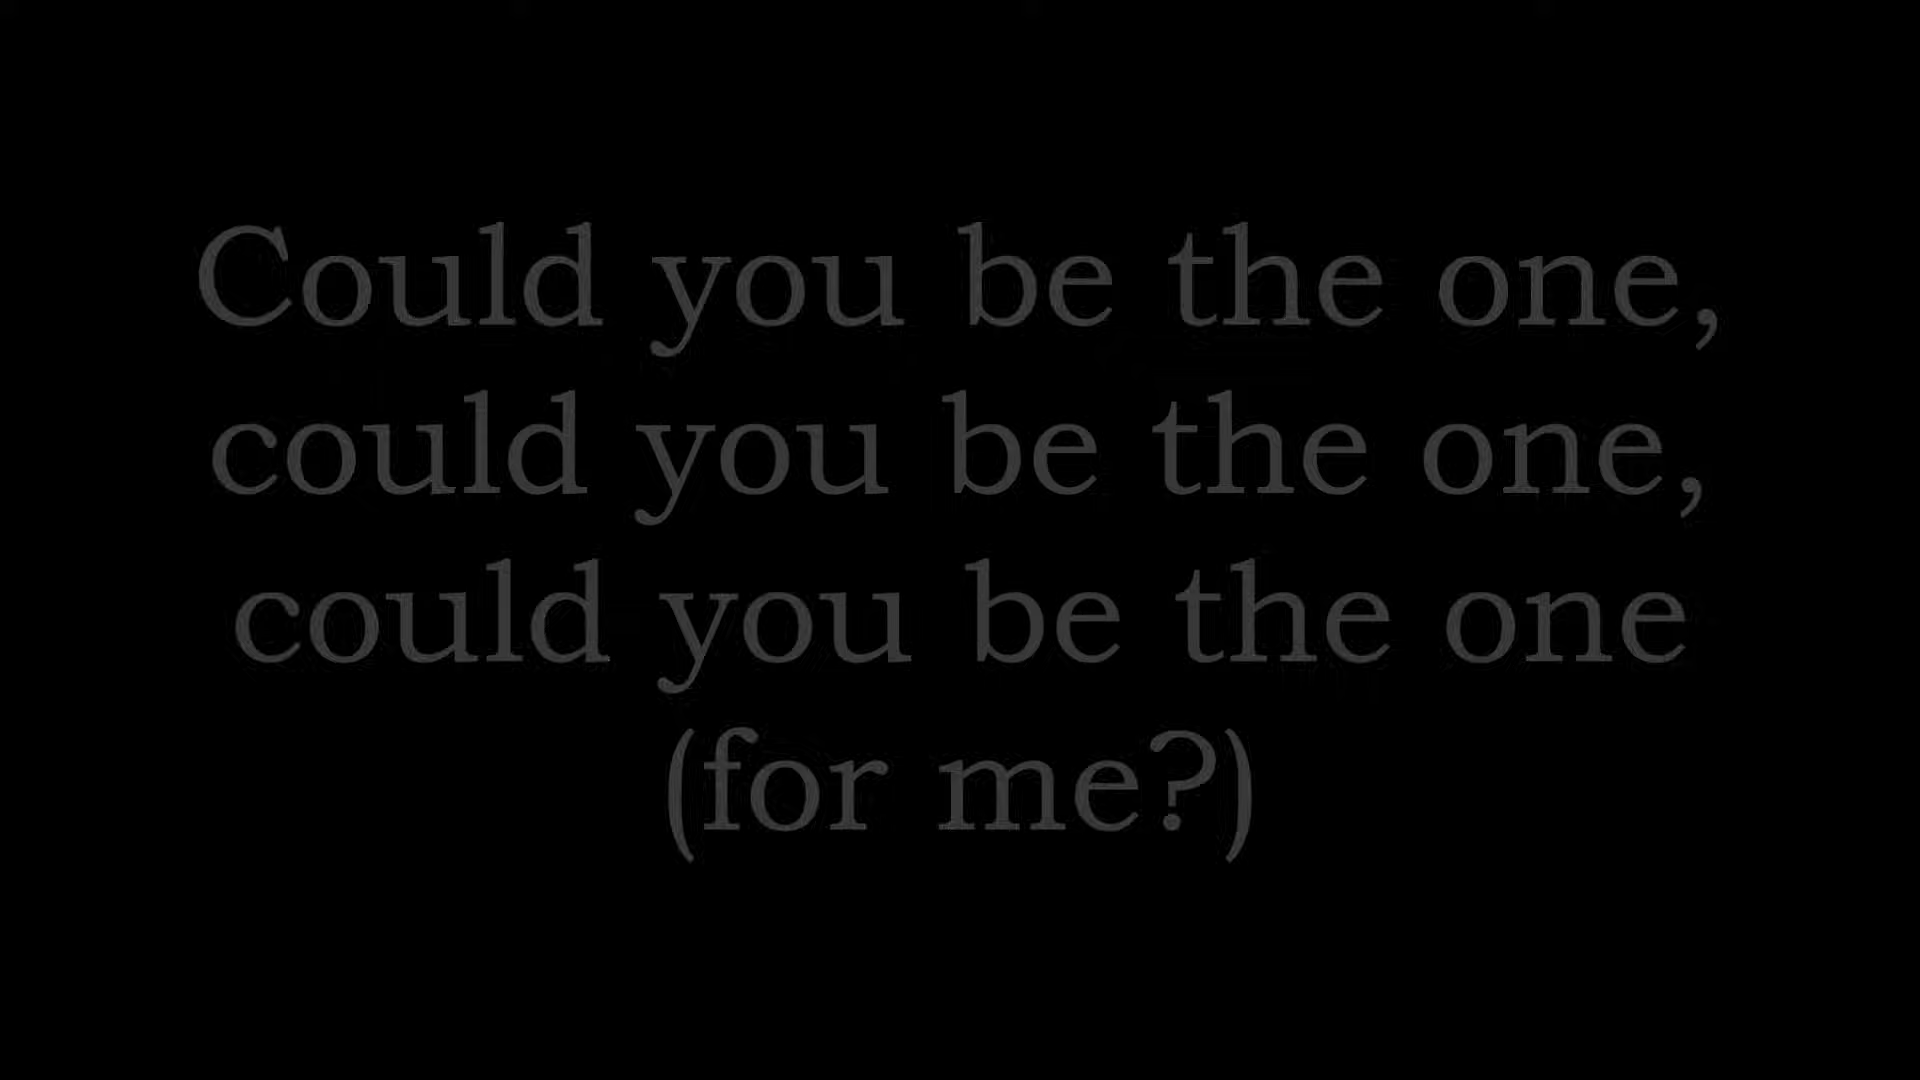 Could you be the one,
could you be the one,
could you be the one
(for me?)